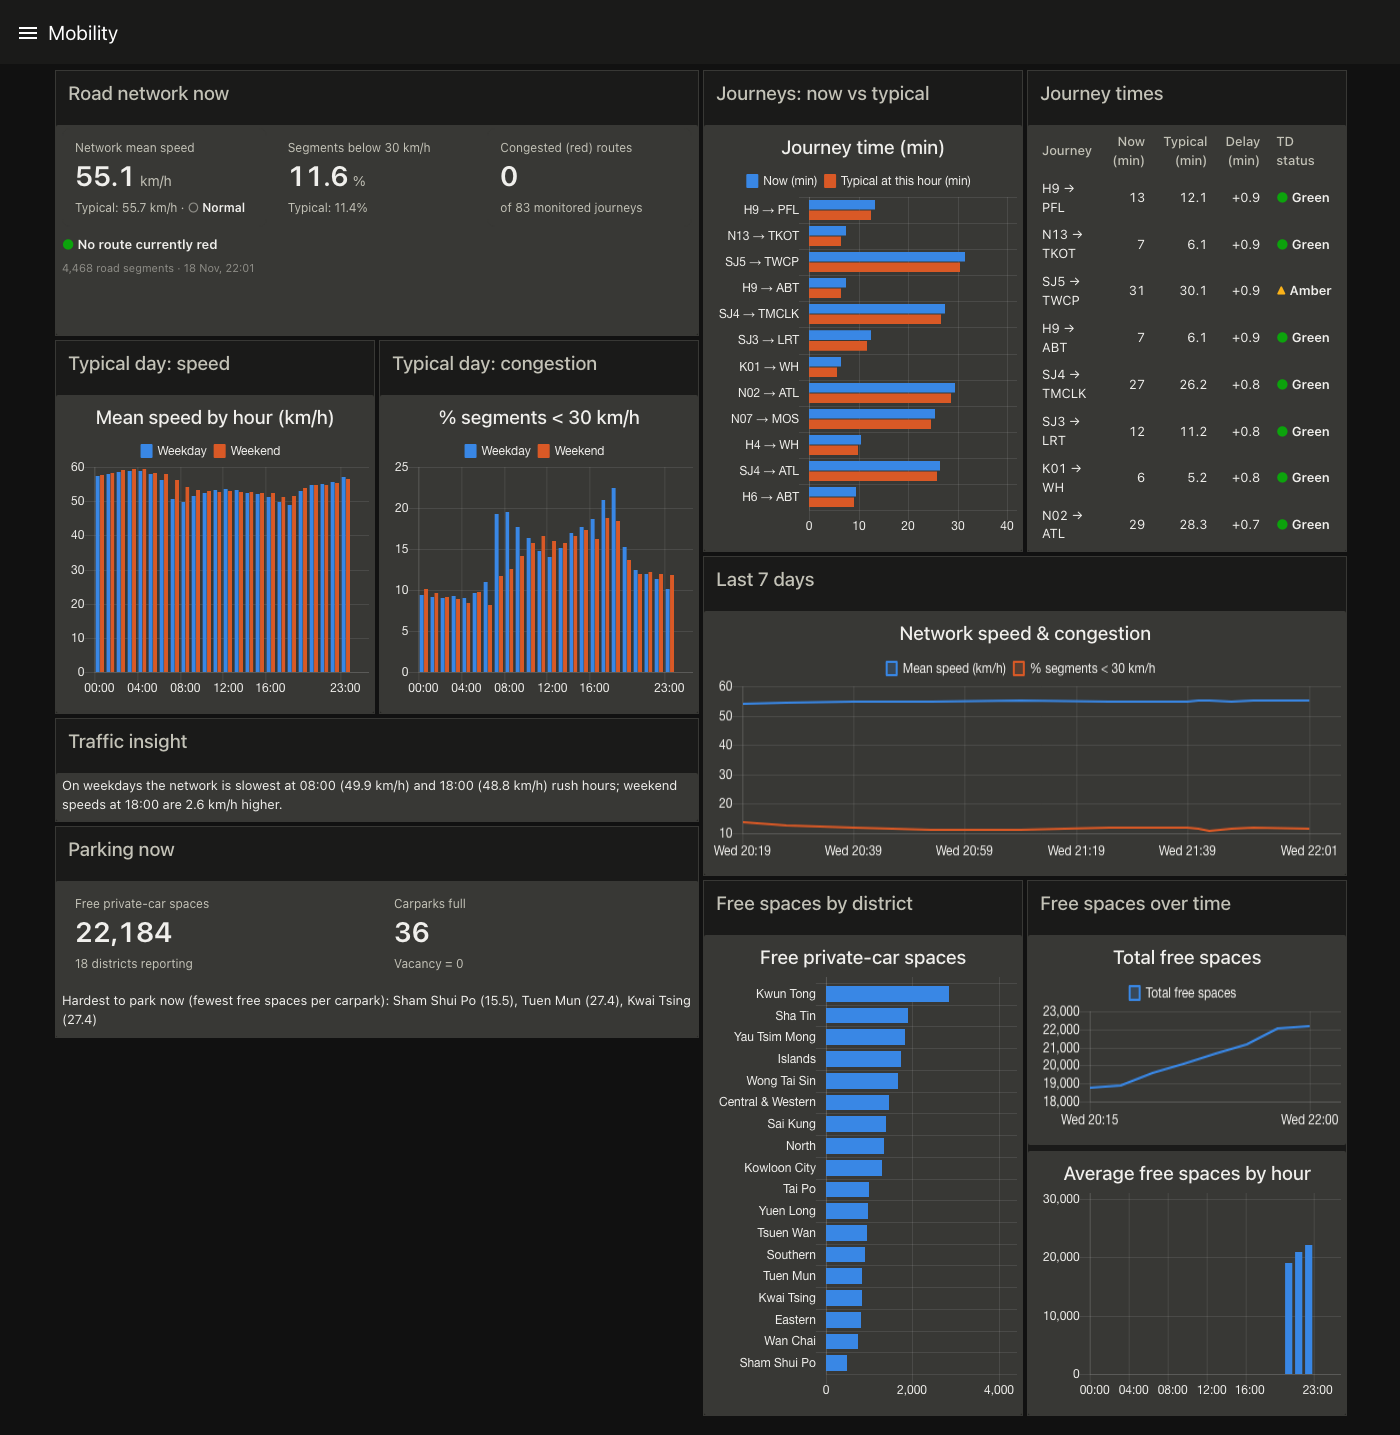 Mobility
Road network now
Network mean speed
55.1 km/h
Typical: 55.7 km/h · Normal
Segments below 30 km/h
11.6 %
Typical: 11.4%
Congested (red) routes
0
of 83 monitored journeys
No route currently red
4,468 road segments · 18 Nov, 22:01
Typical day: speed
Mean speed by hour (km/h)
Weekday Weekend
60
50
40
30
20
10
0
00:00 04:00 08:00 12:00 16:00 23:00
Typical day: congestion
% segments < 30 km/h
Weekday Weekend
25
20
15
10
5
0
00:00 04:00 08:00 12:00 16:00 23:00
Traffic insight
On weekdays the network is slowest at 08:00 (49.9 km/h) and 18:00 (48.8 km/h) rush hours; weekend
speeds at 18:00 are 2.6 km/h higher.
Parking now
Free private-car spaces
22,184
18 districts reporting
Carparks full
36
Vacancy = 0
Hardest to park now (fewest free spaces per carpark): Sham Shui Po (15.5), Tuen Mun (27.4), Kwai Tsing
(27.4)
Journeys: now vs typical
Journey time (min)
Now (min) Typical at this hour (min)
H9 → PFL
N13 → TKOT
SJ5 → TWCP
H9 → ABT
SJ4 → TMCLK
SJ3 → LRT
K01 → WH
N02 → ATL
N07 → MOS
H4 → WH
SJ4 → ATL
H6 → ABT
0 10 20 30 40
Journey times
Journey Now (min) Typical (min) Delay (min) TD status
H9 → PFL 13 12.1 +0.9 Green
N13 → TKOT 7 6.1 +0.9 Green
SJ5 → TWCP 31 30.1 +0.9 Amber
H9 → ABT 7 6.1 +0.9 Green
SJ4 → TMCLK 27 26.2 +0.8 Green
SJ3 → LRT 12 11.2 +0.8 Green
K01 → WH 6 5.2 +0.8 Green
N02 → ATL 29 28.3 +0.7 Green
Last 7 days
Network speed & congestion
Mean speed (km/h) % segments < 30 km/h
60
50
40
30
20
10
Wed 20:19 Wed 20:39 Wed 20:59 Wed 21:19 Wed 21:39 Wed 22:01
Free spaces by district
Free private-car spaces
Kwun Tong
Sha Tin
Yau Tsim Mong
Islands
Wong Tai Sin
Central & Western
Sai Kung
North
Kowloon City
Tai Po
Yuen Long
Tsuen Wan
Southern
Tuen Mun
Kwai Tsing
Eastern
Wan Chai
Sham Shui Po
0 2,000 4,000
Free spaces over time
Total free spaces
Total free spaces
23,000
22,000
21,000
20,000
19,000
18,000
Wed 20:15 Wed 22:00
Average free spaces by hour
30,000
20,000
10,000
0
00:00 04:00 08:00 12:00 16:00 23:00